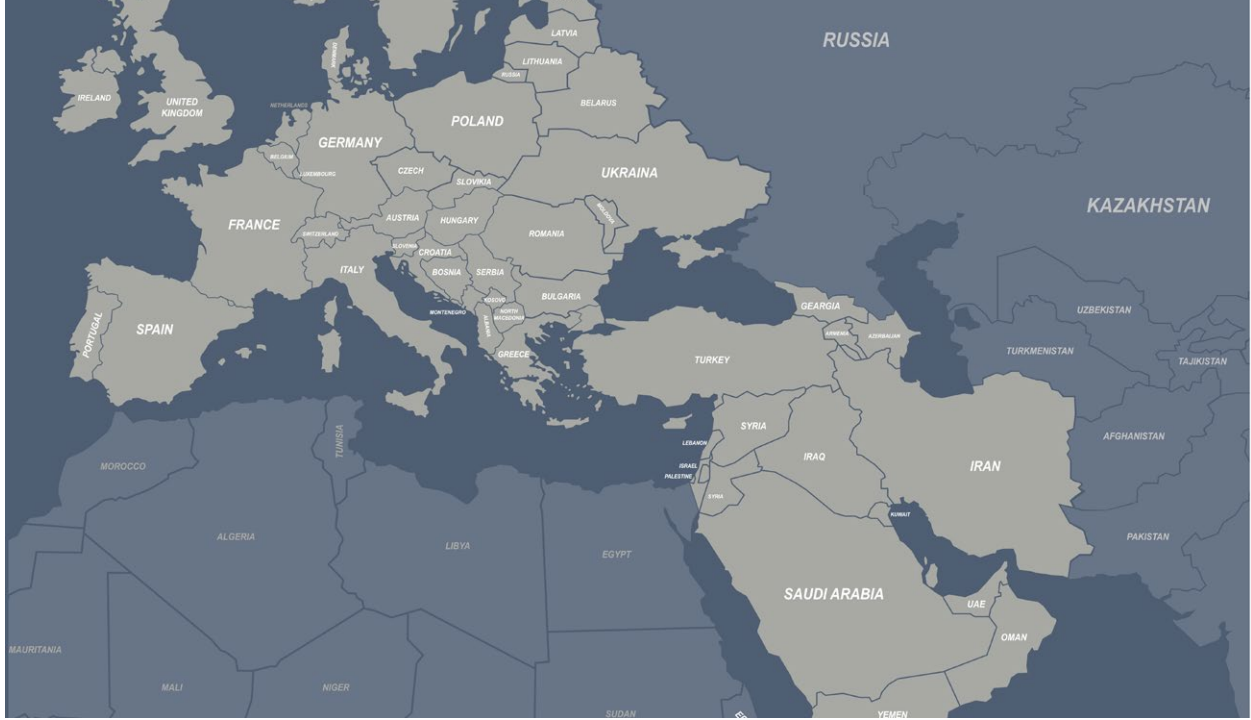 RUSSIA
LATVIA
DENMARK
LITHUANIA
RUSSIA
IRELAND
UNITED
KINGDOM
NETHERLANDS
BELARUS
POLAND
GERMANY
BELGIUM
LUXEMBOURG
CZECH
SLOVIKIA
UKRAINA
KAZAKHSTAN
FRANCE
AUSTRIA
HUNGARY
MOLDOVA
SWITZERLAND
ROMANIA
SLOVENIA
CROATIA
ITALY
BOSNIA
SERBIA
KOSOVO
BULGARIA
MONTENEGRO
NORTH
MACEDONIA
ALBANIA
GREECE
PORTUGAL
SPAIN
GEARGIA
ARMENIA
AZERBAIJAN
UZBEKISTAN
TURKMENISTAN
TAJIKISTAN
TURKEY
SYRIA
LEBANON
ISRAEL
PALESTINE
SYRIA
IRAQ
IRAN
AFGHANISTAN
KUWAIT
PAKISTAN
MOROCCO
TUNISIA
ALGERIA
LIBYA
EGYPT
SAUDI ARABIA
UAE
OMAN
MAURITANIA
MALI
NIGER
SUDAN
YEMEN